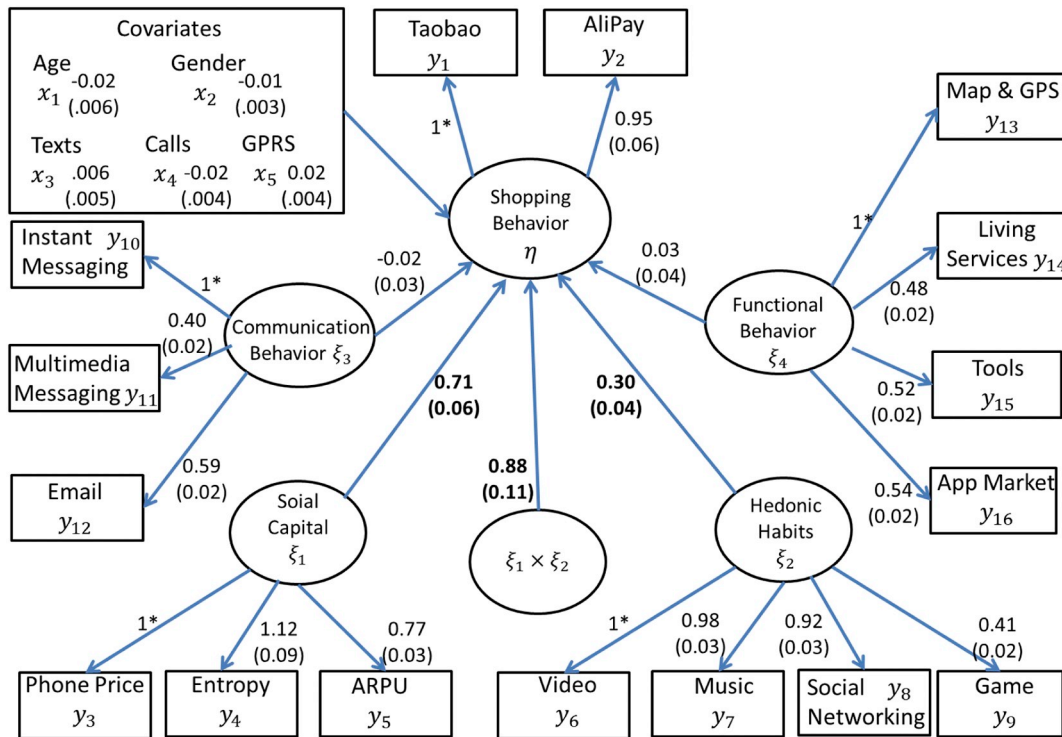 Covariates
Age
Gender
x₁ -0.02
(.006)
x₂ -0.01
(.003)
Texts
Calls
GPRS
x₃ .006
(.005)
x₄ -0.02
(.004)
x₅ 0.02
(.004)
Taobao
y₁
AliPay
y₂
1*
0.95
(0.06)
Map & GPS
y₁₃
Shopping
Behavior
η
Instant y₁₀
Messaging
1*
-0.02
(0.03)
0.03
(0.04)
1*
Living
Services y₁₄
0.48
(0.02)
Communication
Behavior ξ₃
Functional
Behavior
ξ₄
0.40
(0.02)
Multimedia
Messaging y₁₁
0.71
(0.06)
0.30
(0.04)
0.52
(0.02)
Tools
y₁₅
0.59
(0.02)
Email
y₁₂
0.88
(0.11)
0.54
(0.02)
App Market
y₁₆
Soial
Capital
ξ₁
ξ₁ × ξ₂
Hedonic
Habits
ξ₂
1*
1.12
(0.09)
0.77
(0.03)
1*
0.98
(0.03)
0.92
(0.03)
0.41
(0.02)
Phone Price
y₃
Entropy
y₄
ARPU
y₅
Video
y₆
Music
y₇
Social y₈
Networking
Game
y₉